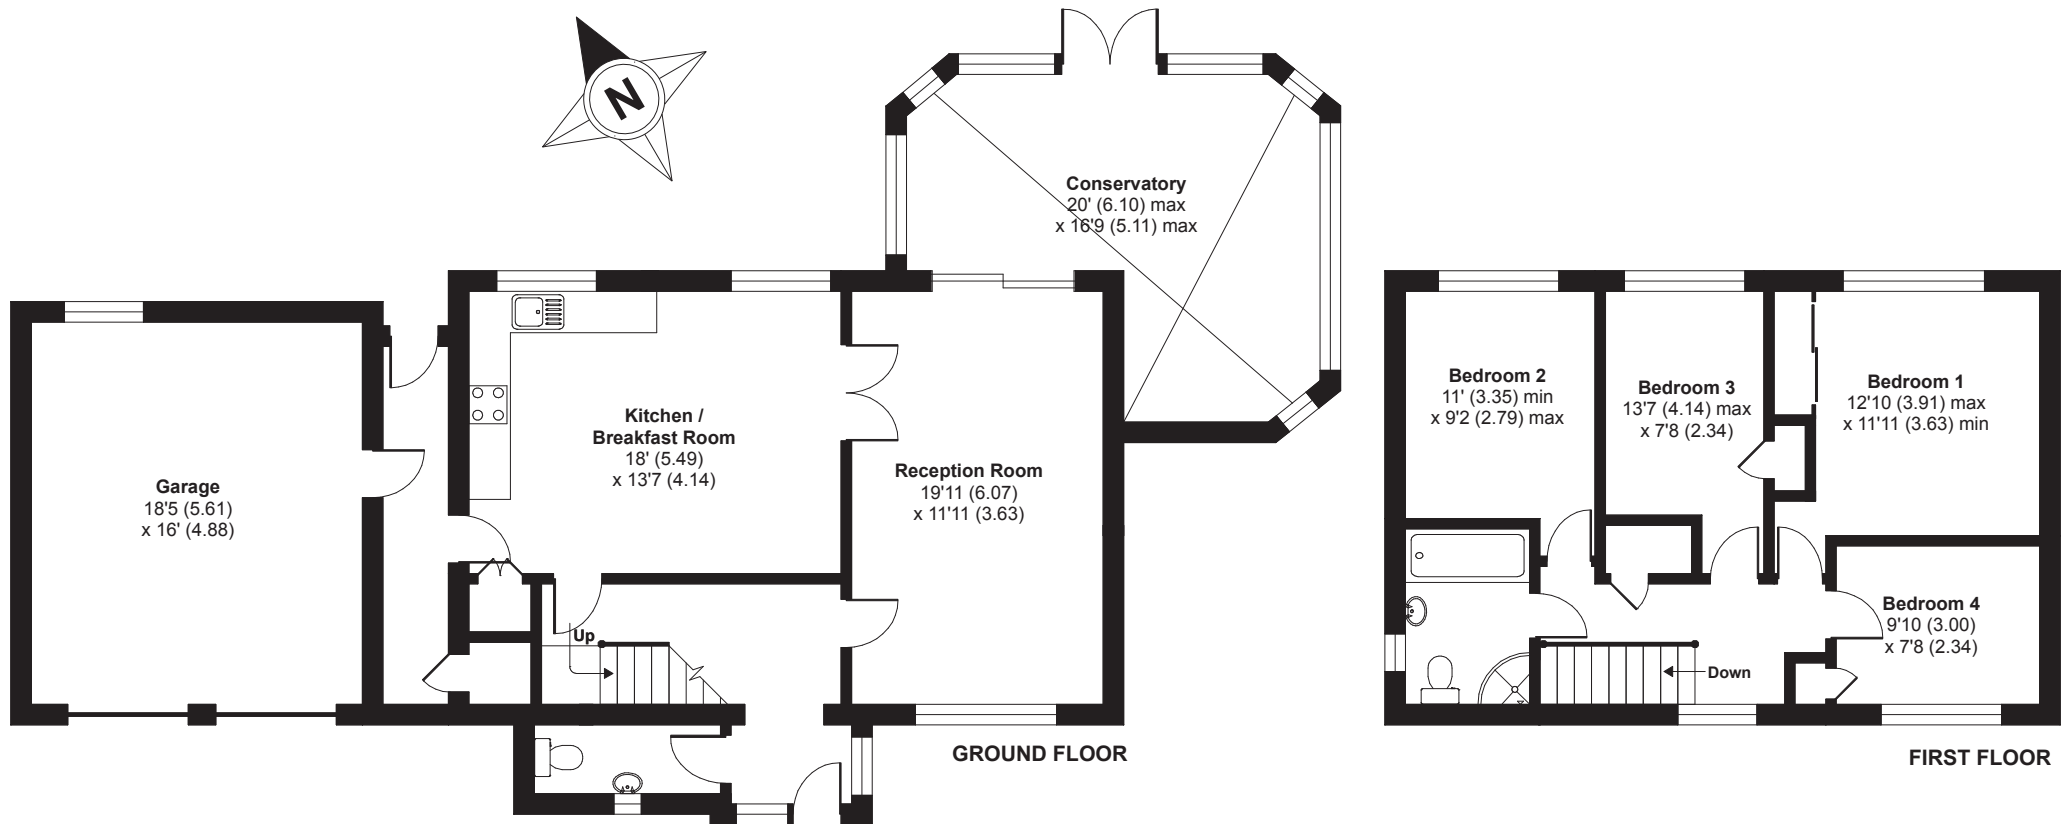 N
Conservatory
20' (6.10) max
x 16'9 (5.11) max
Kitchen /
Breakfast Room
18' (5.49)
x 13'7 (4.14)
Garage
18'5 (5.61)
x 16' (4.88)
Reception Room
19'11 (6.07)
x 11'11 (3.63)
Up
GROUND FLOOR
Bedroom 2
11' (3.35) min
x 9'2 (2.79) max
Bedroom 3
13'7 (4.14) max
x 7'8 (2.34)
Bedroom 1
12'10 (3.91) max
x 11'11 (3.63) min
Bedroom 4
9'10 (3.00)
x 7'8 (2.34)
Down
FIRST FLOOR